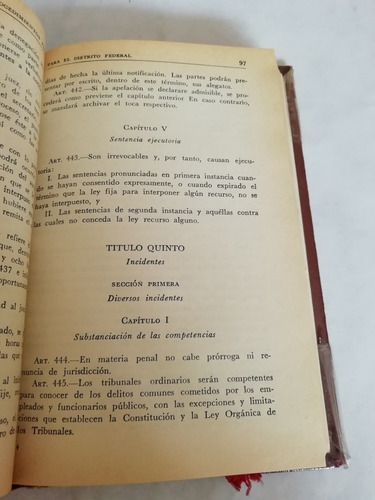 PARA EL DISTRITO FEDERAL 97
días de hecha la última notificación. Las partes podrán pre-
sentar por escrito, dentro de este término, sus alegatos.
ART. 442.—Si la apelación se declarare admisible, se pro-
cederá como previene el capítulo anterior En caso contrario,
se mandará archivar el toca respectivo.
CAPÍTULO V
Sentencia ejecutoria
ART. 443.—Son irrevocables y, por tanto, causan ejecu-
toria:
I. Las sentencias pronunciadas en primera instancia cuan-
do se hayan consentido expresamente, o cuando expirado el
término que la ley fija para interponer algún recurso, no se
haya interpuesto, y
II. Las sentencias de segunda instancia y aquéllas contra
las cuales no conceda la ley recurso alguno.
TITULO QUINTO
Incidentes
SECCIÓN PRIMERA
Diversos incidentes
CAPÍTULO I
Substanciación de las competencias
ART. 444.—En materia penal no cabe prórroga ni re-
nuncia de jurisdicción.
ART. 445.—Los tribunales ordinarios serán competentes
para conocer de los delitos comunes cometidos por los em-
pleados y funcionarios públicos, con las excepciones y limita-
ciones que establecen la Constitución y la Ley Orgánica de
los Tribunales.